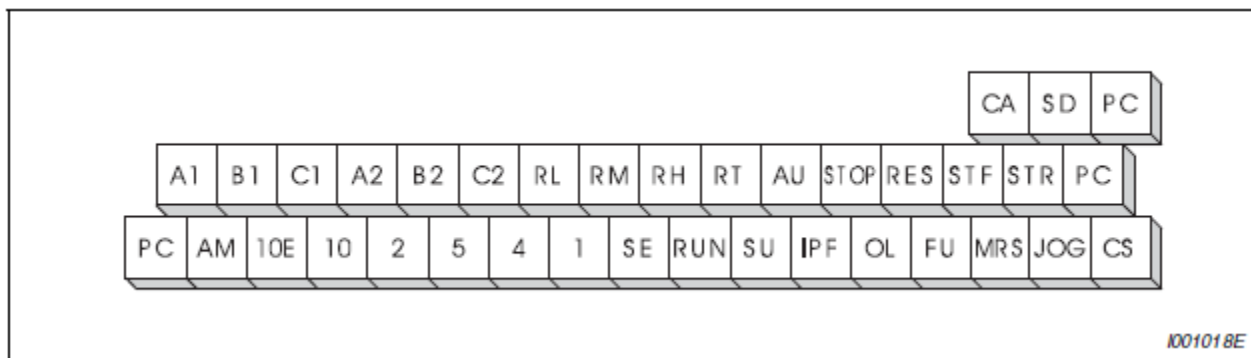 CA SD PC
A1 B1 C1 A2 B2 C2 RL RM RH RT AU STOP RES STF STR PC
PC AM 10E 10 2 5 4 1 SE RUN SU IPF OL FU MRS JOG CS
I001018E